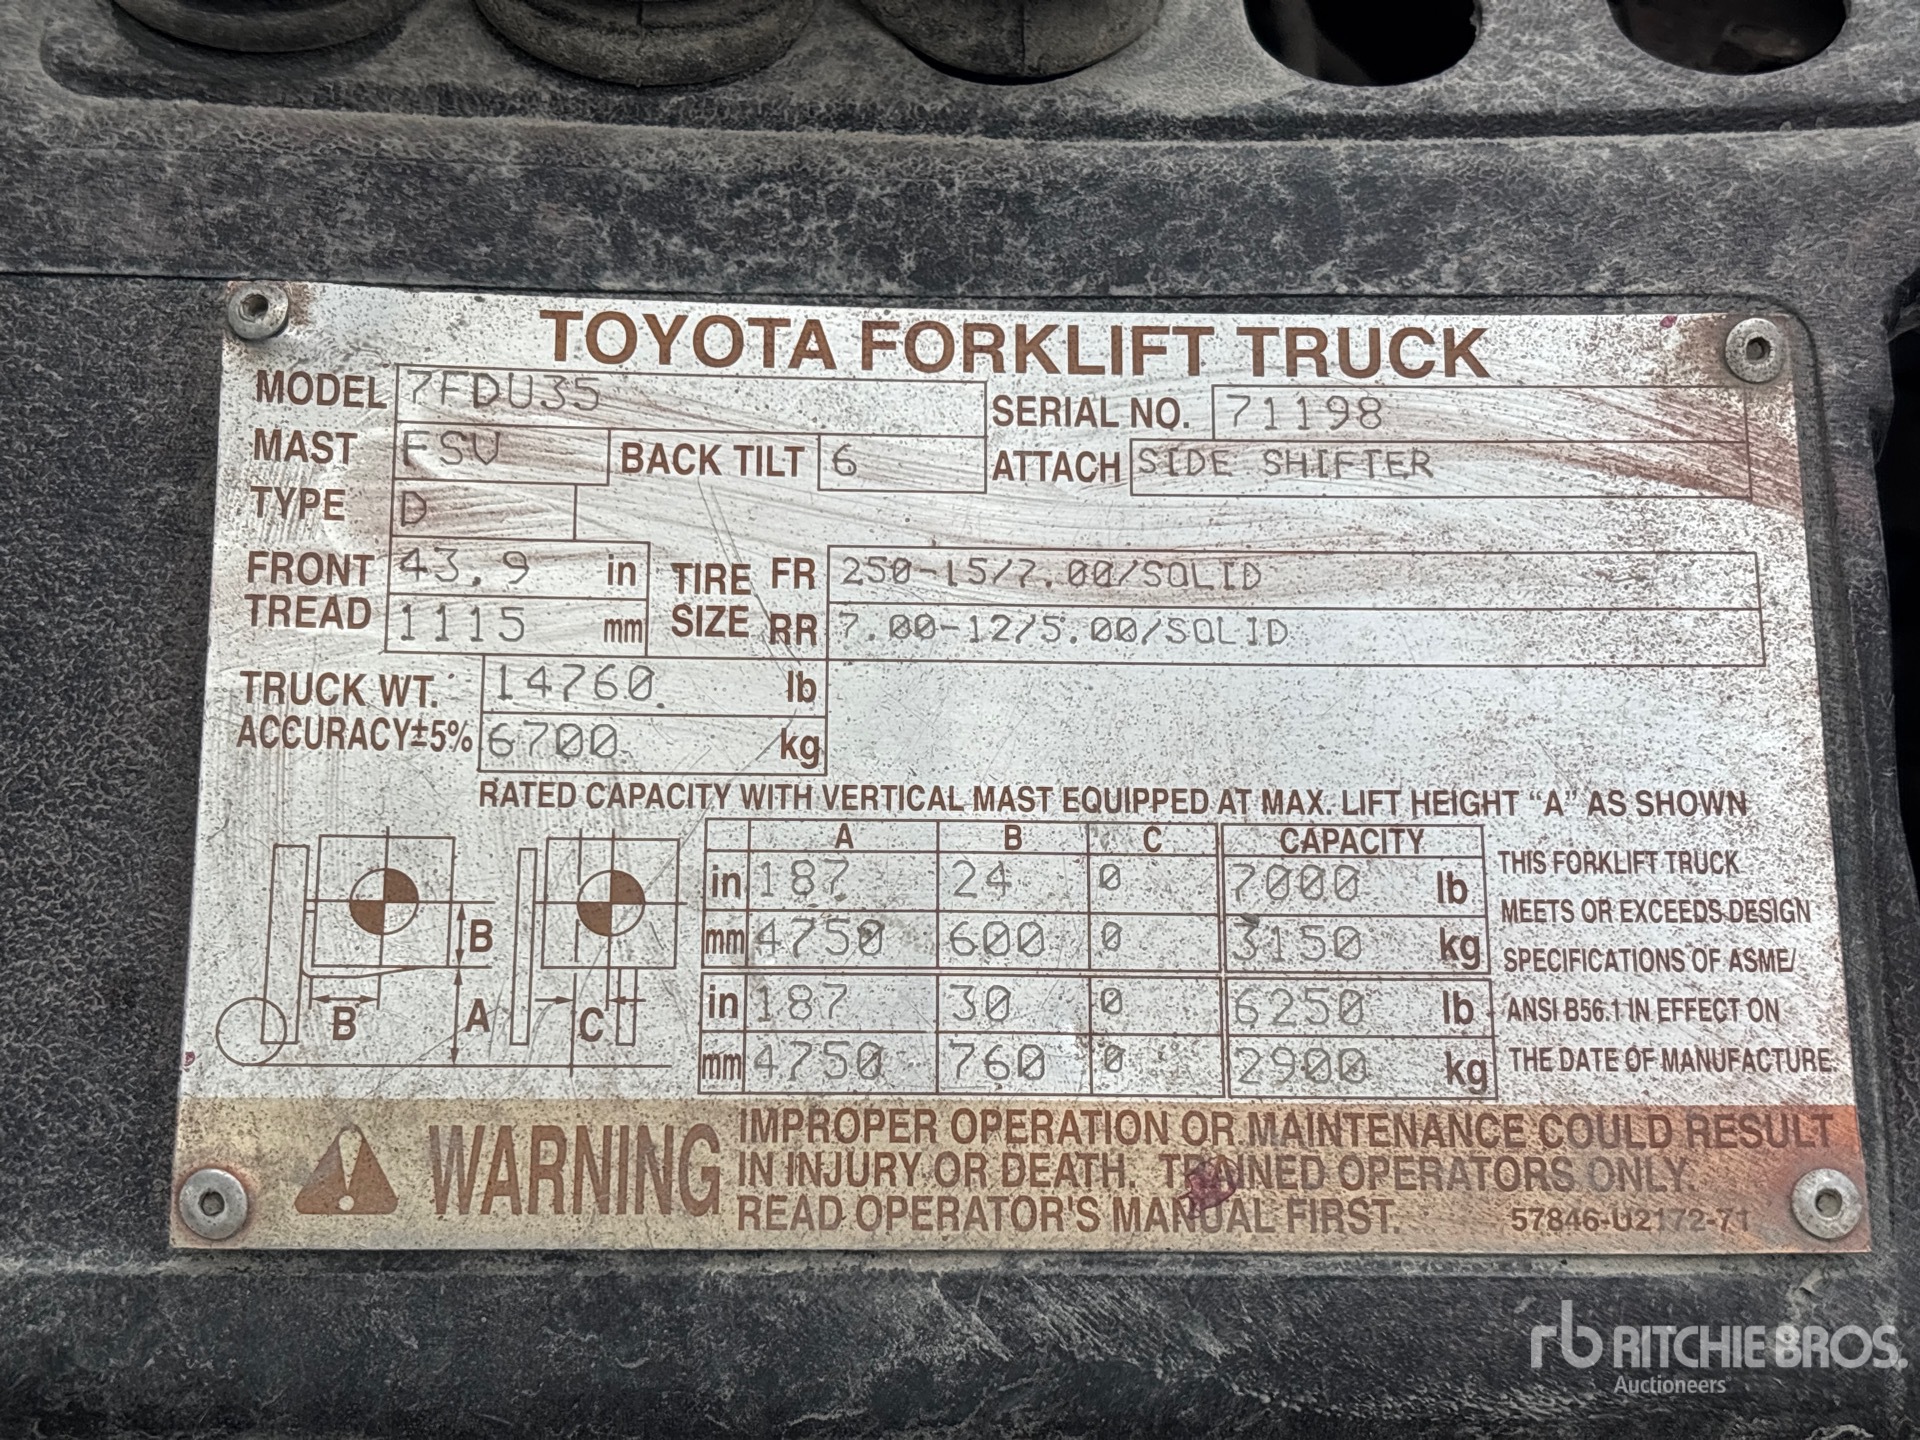 TOYOTA FORKLIFT TRUCK
MODEL 7FDU35 SERIAL NO. 71198
MAST FSV BACK TILT 6 ATTACH SIDE SHIFTER
TYPE D
FRONT TREAD 43.9 in TIRE SIZE FR 250-15/7.00/SOLID
1115 mm RR 7.00-12/5.00/SOLID
TRUCK WT. 14760 lb
ACCURACY±5% 6700 kg
RATED CAPACITY WITH VERTICAL MAST EQUIPPED AT MAX. LIFT HEIGHT "A" AS SHOWN
A B C CAPACITY
in 187 24 0 7000 lb
mm 4750 600 0 3150 kg
in 187 30 0 6250 lb
mm 4750 760 0 2900 kg
B
B A C
THIS FORKLIFT TRUCK
MEETS OR EXCEEDS DESIGN
SPECIFICATIONS OF ASME/
ANSI B56.1 IN EFFECT ON
THE DATE OF MANUFACTURE.
WARNING
IMPROPER OPERATION OR MAINTENANCE COULD RESULT
IN INJURY OR DEATH. TRAINED OPERATORS ONLY.
READ OPERATOR'S MANUAL FIRST. 57846-U2172-71
rb RITCHIE BROS.
Auctioneers